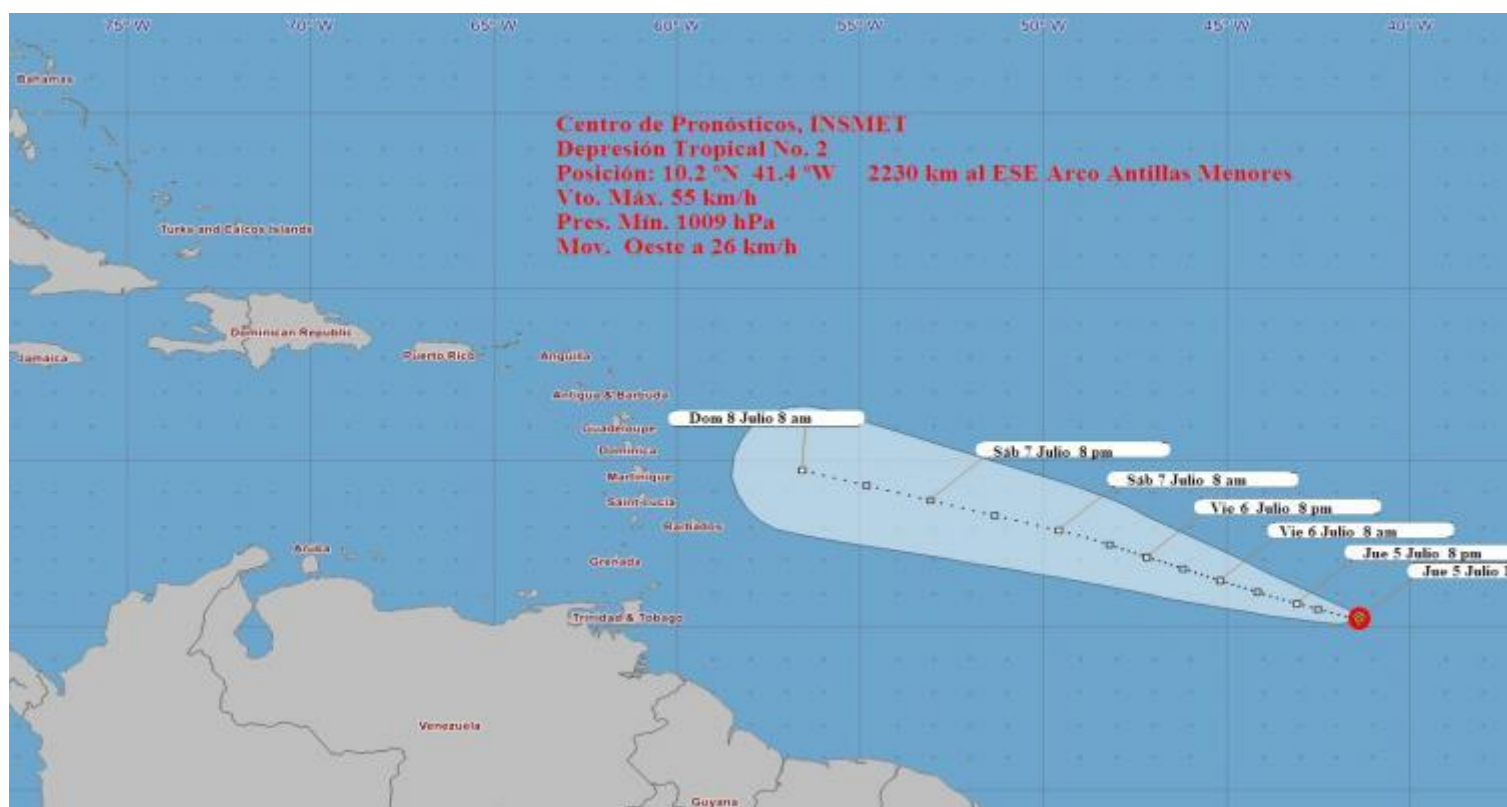 75° W 70° W 65° W 60° W 55° W 50° W 45° W 40° W
Bahamas
Centro de Pronósticos, INSMET
Depresión Tropical No. 2
Posición: 10.2 °N 41.4 °W 2230 km al ESE Arco Antillas Menores
Vto. Máx. 55 km/h
Pres. Mín. 1009 hPa
Mov. Oeste a 26 km/h
Turks and Caicos Islands
Dominican Republic
Jamaica
Puerto Rico
Anguilla
Antigua & Barbuda
Guadeloupe
Dominica
Martinique
Saint Lucia
Barbados
Grenada
Aruba
Trinidad & Tobago
Venezuela
Guyana
Dom 8 Julio 8 am
Sáb 7 Julio 8 pm
Sáb 7 Julio 8 am
Vie 6 Julio 8 pm
Vie 6 Julio 8 am
Jue 5 Julio 8 pm
Jue 5 Julio 1